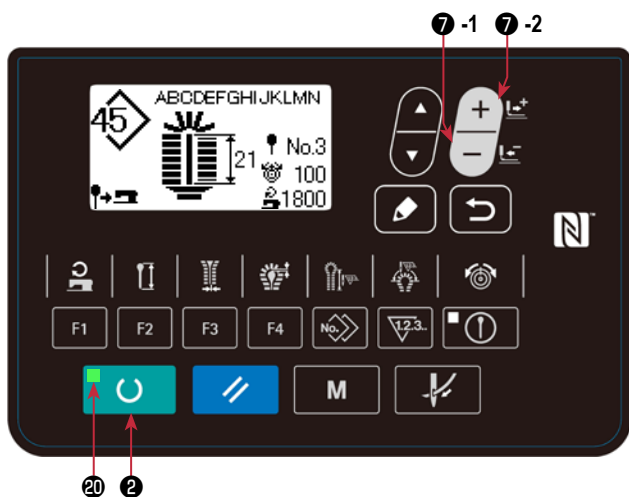 ❼ -1 ❼ -2
45
ABCDEFGHIJKLMN
21
No.3
100
1800
+
−
N™
F1 F2 F3 F4 No. 1.2.3..
M
⓴ ❷